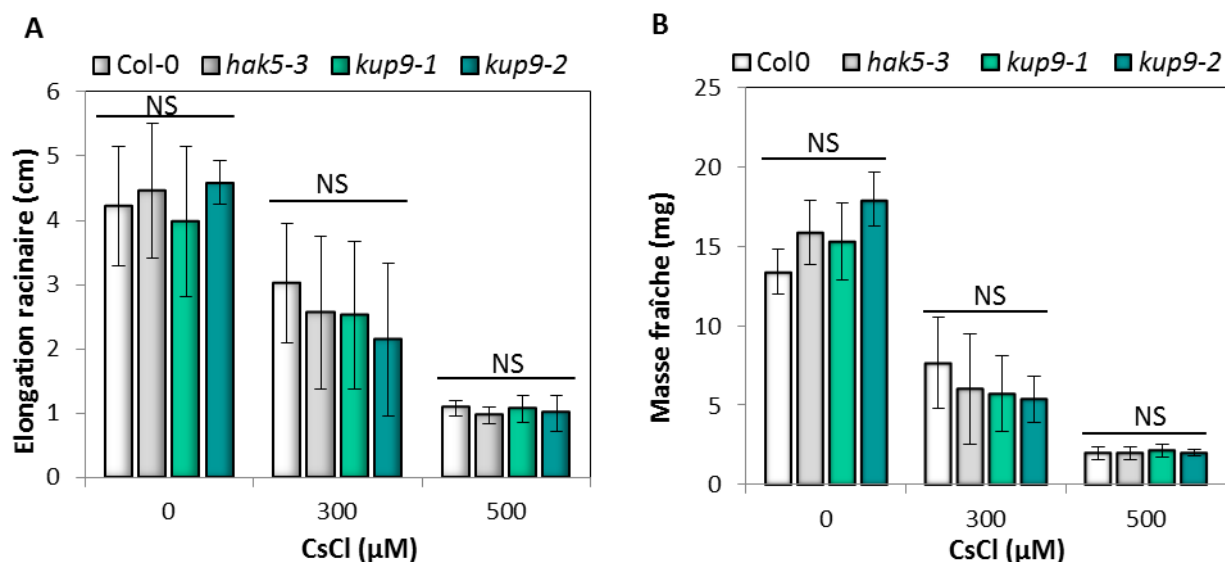 A
Col-0 hak5-3 kup9-1 kup9-2
6
5
4
3
2
1
0
Elongation racinaire (cm)
NS
NS
NS
0 300 500
CsCl (µM)
B
Col0 hak5-3 kup9-1 kup9-2
25
20
15
10
5
0
Masse fraîche (mg)
NS
NS
NS
0 300 500
CsCl (µM)